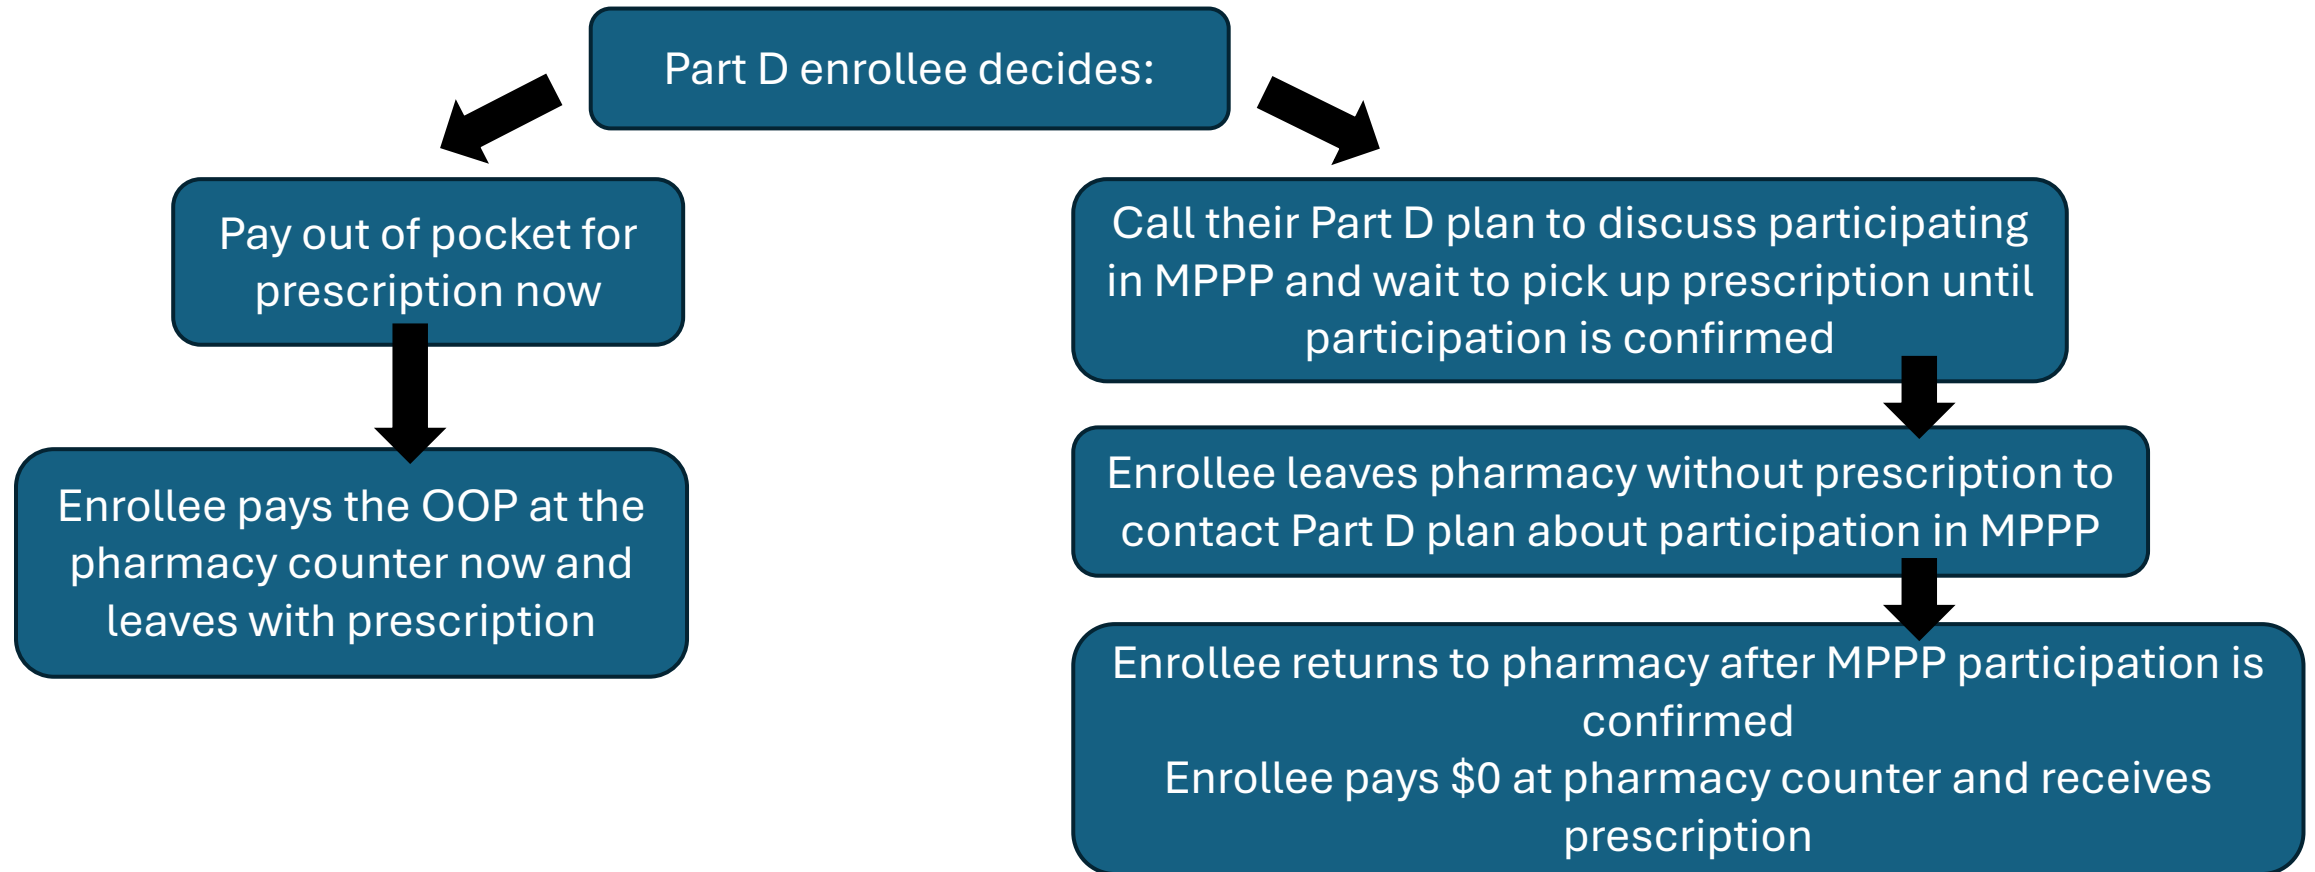 Part D enrollee decides:
Pay out of pocket for
prescription now
Enrollee pays the OOP at the
pharmacy counter now and
leaves with prescription
Call their Part D plan to discuss participating
in MPPP and wait to pick up prescription until
participation is confirmed
Enrollee leaves pharmacy without prescription to
contact Part D plan about participation in MPPP
Enrollee returns to pharmacy after MPPP participation is
confirmed
Enrollee pays $0 at pharmacy counter and receives
prescription